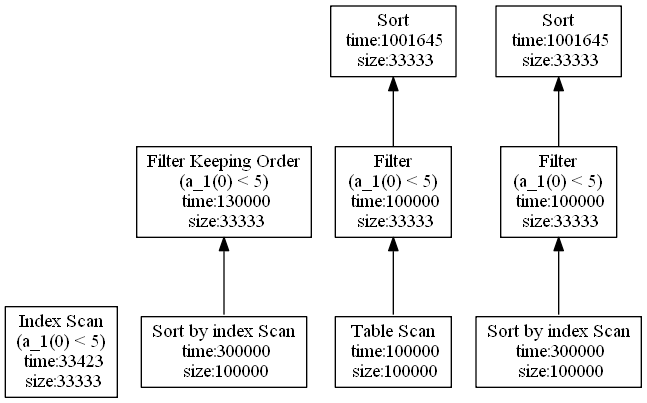 Sort
time:1001645
size:33333
Sort
time:1001645
size:33333
Filter Keeping Order
(a_1(0) < 5)
time:130000
size:33333
Filter
(a_1(0) < 5)
time:100000
size:33333
Filter
(a_1(0) < 5)
time:100000
size:33333
Index Scan
(a_1(0) < 5)
time:33423
size:33333
Sort by index Scan
time:300000
size:100000
Table Scan
time:100000
size:100000
Sort by index Scan
time:300000
size:100000